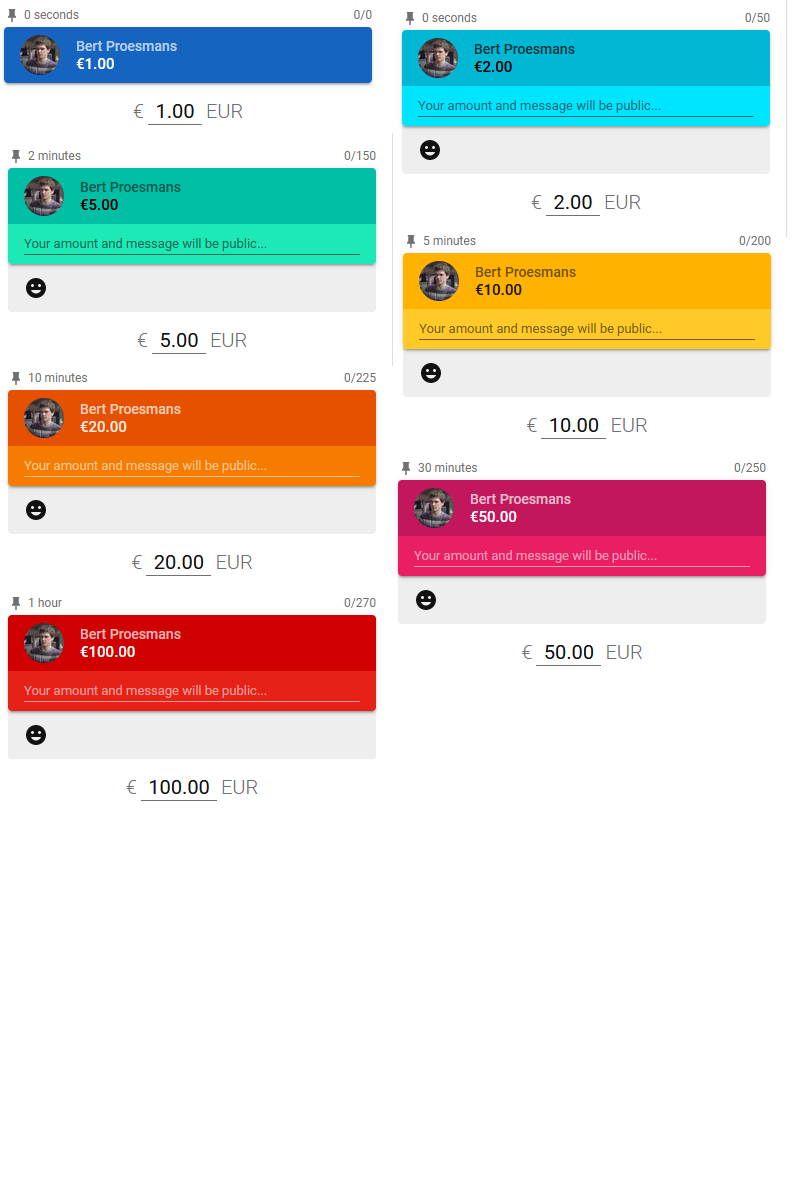 0 seconds 0/0
Bert Proesmans
€1.00
€ 1.00 EUR
2 minutes 0/150
Bert Proesmans
€5.00
Your amount and message will be public...
€ 5.00 EUR
10 minutes 0/225
Bert Proesmans
€20.00
Your amount and message will be public...
€ 20.00 EUR
1 hour 0/270
Bert Proesmans
€100.00
Your amount and message will be public...
€ 100.00 EUR
0 seconds 0/50
Bert Proesmans
€2.00
Your amount and message will be public...
€ 2.00 EUR
5 minutes 0/200
Bert Proesmans
€10.00
Your amount and message will be public...
€ 10.00 EUR
30 minutes 0/250
Bert Proesmans
€50.00
Your amount and message will be public...
€ 50.00 EUR